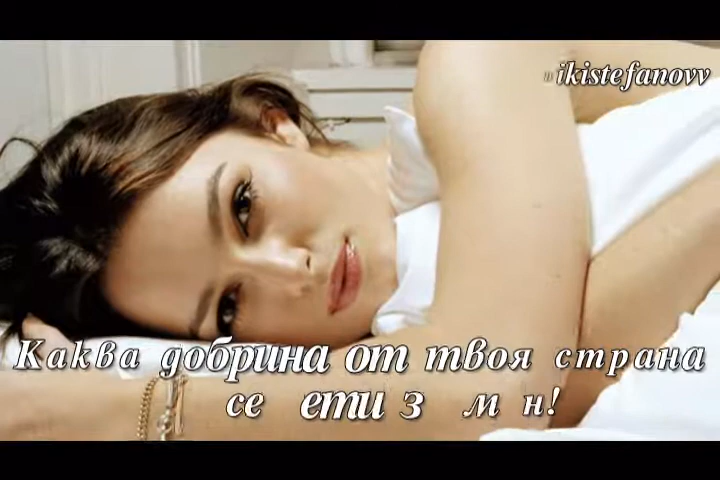 ikistefanovv
Каква добрина от твоя страна
се ети з м н!